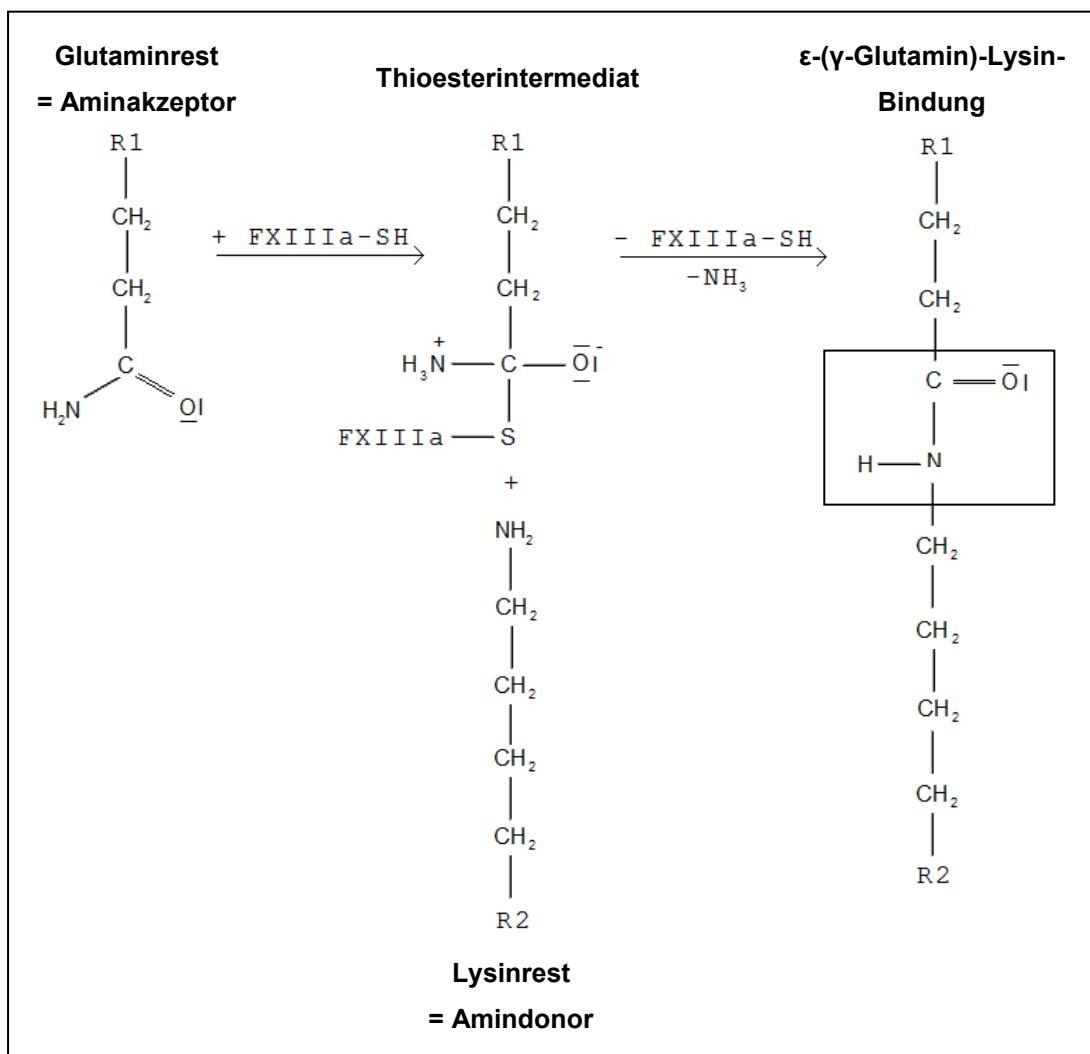 Glutaminrest
= Aminakzeptor
R1
CH₂
CH₂
C
H₂N
O
+ FXIIIa-SH
Thioesterintermediat
R1
CH₂
CH₂
H₃N⁺
C
O⁻
FXIIIa
S
+
NH₂
CH₂
CH₂
CH₂
CH₂
R2
Lysinrest
= Amindonor
- FXIIIa-SH
-NH₃
ε-(γ-Glutamin)-Lysin-
Bindung
R1
CH₂
CH₂
C
O
H
N
CH₂
CH₂
CH₂
CH₂
R2